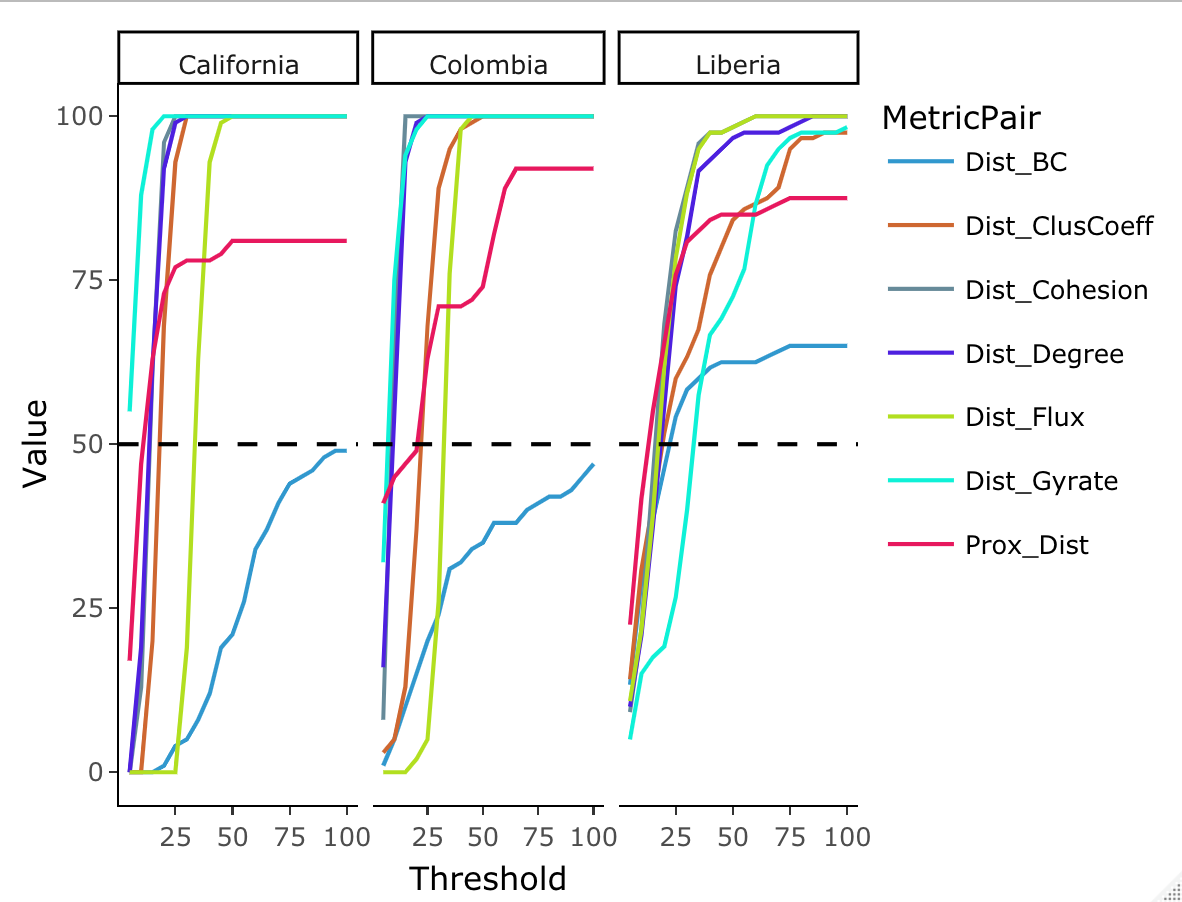 California
Colombia
Liberia
Value
100
75
50
25
0
25 50 75 100
25 50 75 100
25 50 75 100
Threshold
MetricPair
Dist_BC
Dist_ClusCoeff
Dist_Cohesion
Dist_Degree
Dist_Flux
Dist_Gyrate
Prox_Dist